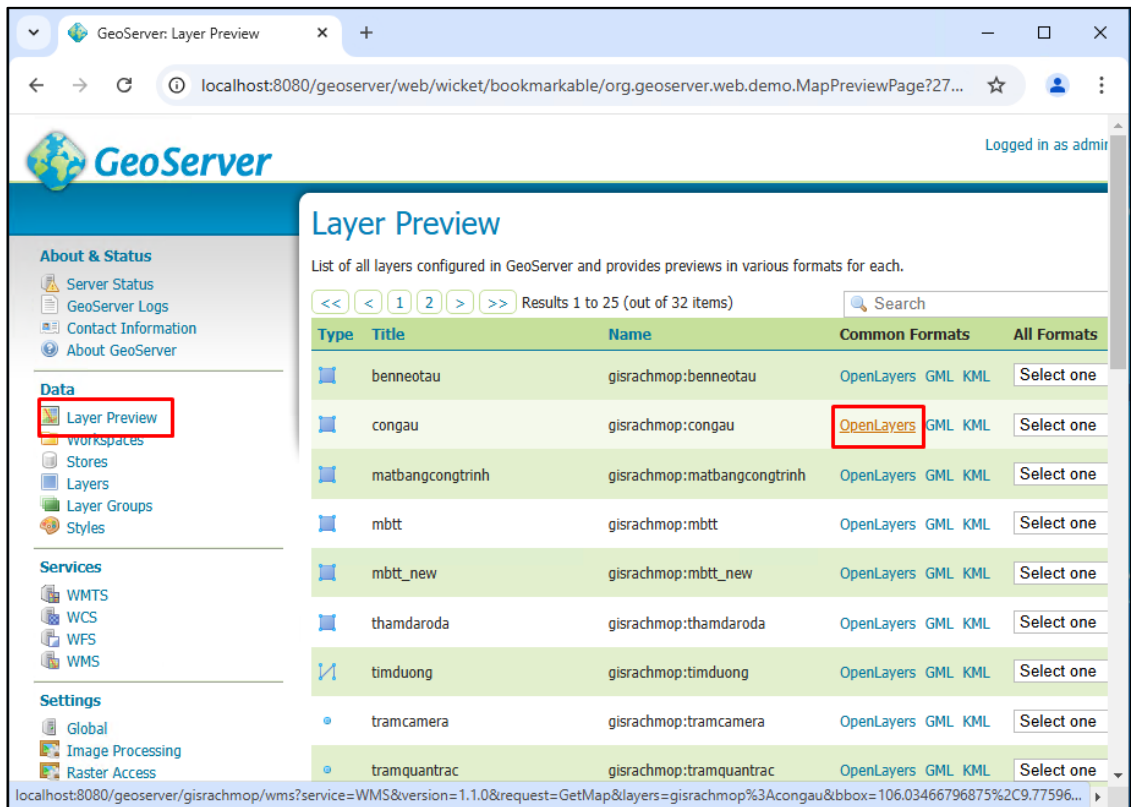 GeoServer: Layer Preview
localhost:8080/geoserver/web/wicket/bookmarkable/org.geoserver.web.demo.MapPreviewPage?27...
GeoServer
Logged in as admin
About & Status
Server Status
GeoServer Logs
Contact Information
About GeoServer
Data
Layer Preview
Workspaces
Stores
Layers
Layer Groups
Styles
Services
WMTS
WCS
WFS
WMS
Settings
Global
Image Processing
Raster Access
Layer Preview
List of all layers configured in GeoServer and provides previews in various formats for each.
<< < 1 2 > >> Results 1 to 25 (out of 32 items) Search
Type Title Name Common Formats All Formats
benneotau gisrachmop:benneotau OpenLayers GML KML Select one
congau gisrachmop:congau OpenLayers GML KML Select one
matbangcongtrinh gisrachmop:matbangcongtrinh OpenLayers GML KML Select one
mbtt gisrachmop:mbtt OpenLayers GML KML Select one
mbtt_new gisrachmop:mbtt_new OpenLayers GML KML Select one
thamdaroda gisrachmop:thamdaroda OpenLayers GML KML Select one
timduong gisrachmop:timduong OpenLayers GML KML Select one
tramcamera gisrachmop:tramcamera OpenLayers GML KML Select one
tramquantrac gisrachmop:tramquantrac OpenLayers GML KML Select one
localhost:8080/geoserver/gisrachmop/wms?service=WMS&version=1.1.0&request=GetMap&layers=gisrachmop%3Acongau&bbox=106.03466796875%2C9.77596...